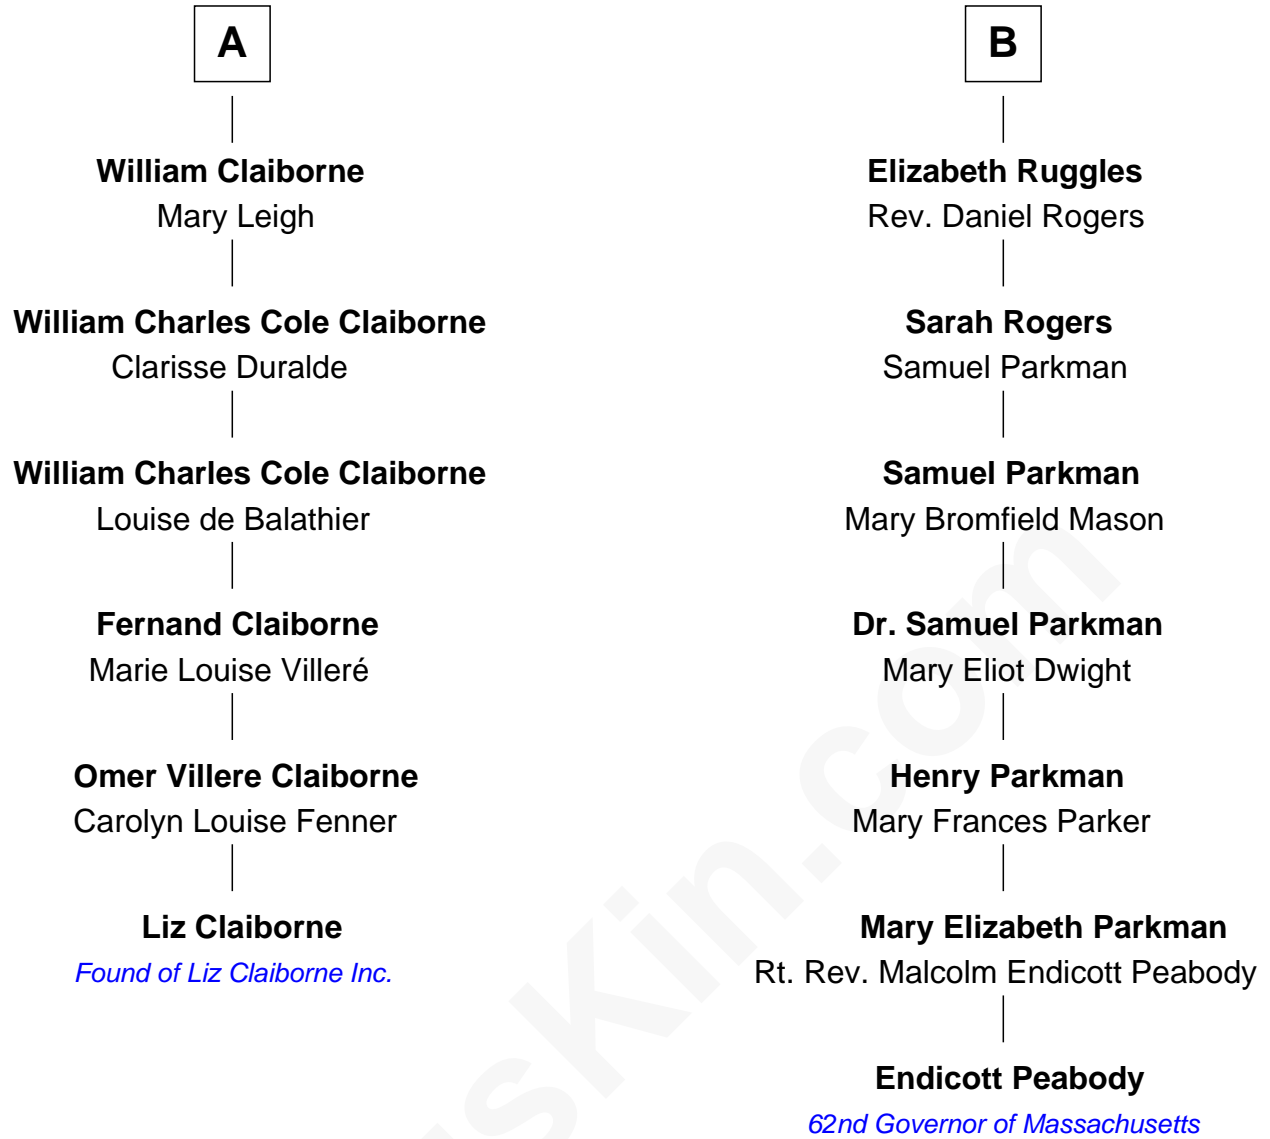 A
William Claiborne
Mary Leigh
William Charles Cole Claiborne
Clarisse Duralde
William Charles Cole Claiborne
Louise de Balathier
Fernand Claiborne
Marie Louise Villeré
Omer Villere Claiborne
Carolyn Louise Fenner
Liz Claiborne
Found of Liz Claiborne Inc.
B
Elizabeth Ruggles
Rev. Daniel Rogers
Sarah Rogers
Samuel Parkman
Samuel Parkman
Mary Bromfield Mason
Dr. Samuel Parkman
Mary Eliot Dwight
Henry Parkman
Mary Frances Parker
Mary Elizabeth Parkman
Rt. Rev. Malcolm Endicott Peabody
Endicott Peabody
62nd Governor of Massachusetts